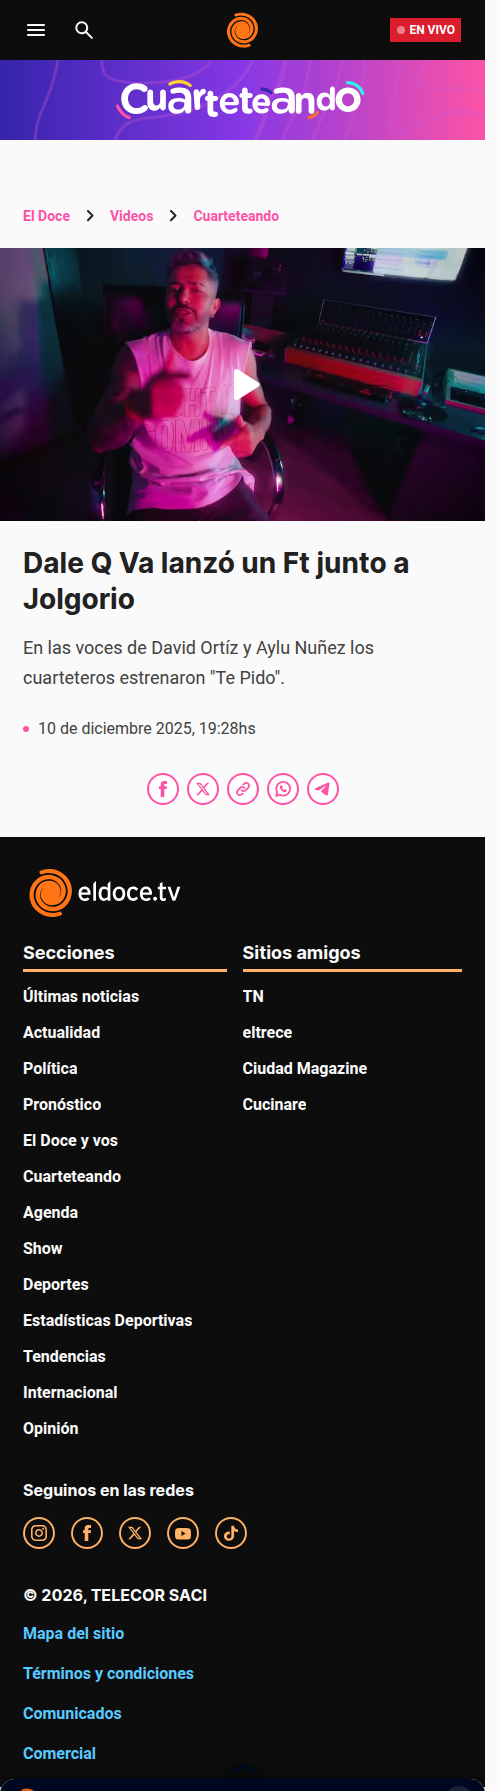 EN VIVO
Cuarteteando
El Doce
Videos
Cuarteteando
Dale Q Va lanzó un Ft junto a
Jolgorio
En las voces de David Ortíz y Aylu Nuñez los
cuarteteros estrenaron "Te Pido".
10 de diciembre 2025, 19:28hs
eldoce.tv
Secciones
Últimas noticias
Actualidad
Política
Pronóstico
El Doce y vos
Cuarteteando
Agenda
Show
Deportes
Estadísticas Deportivas
Tendencias
Internacional
Opinión
Sitios amigos
TN
eltrece
Ciudad Magazine
Cucinare
Seguinos en las redes
© 2026, TELECOR SACI
Mapa del sitio
Términos y condiciones
Comunicados
Comercial